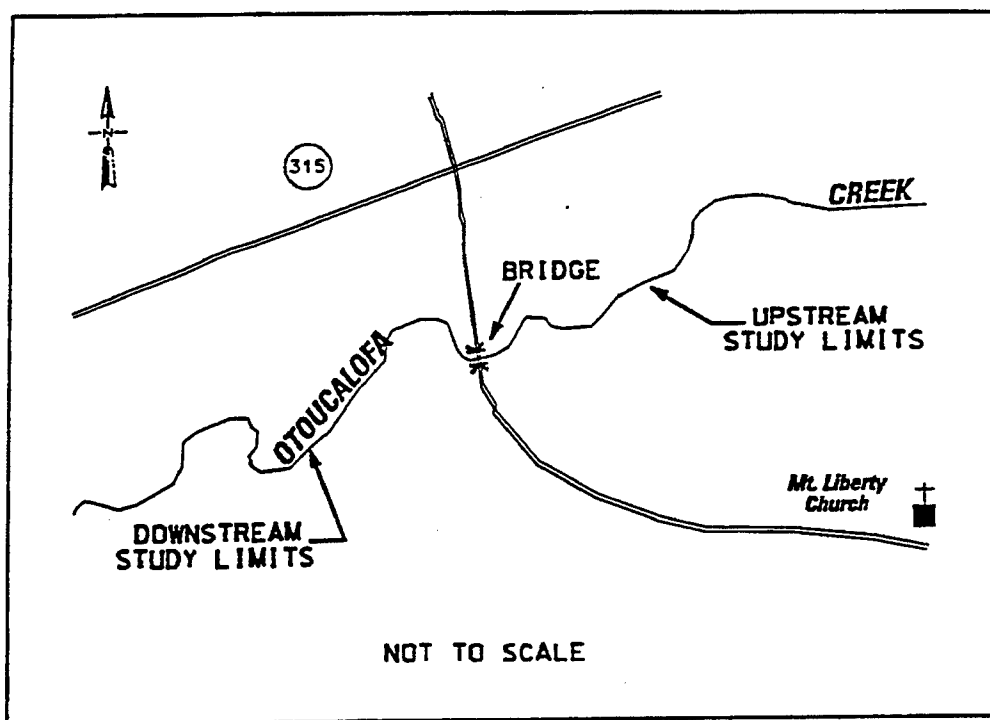 N
315
CREEK
BRIDGE
UPSTREAM
STUDY LIMITS
OTOUCALOFA
Mt. Liberty
Church
DOWNSTREAM
STUDY LIMITS
NOT TO SCALE